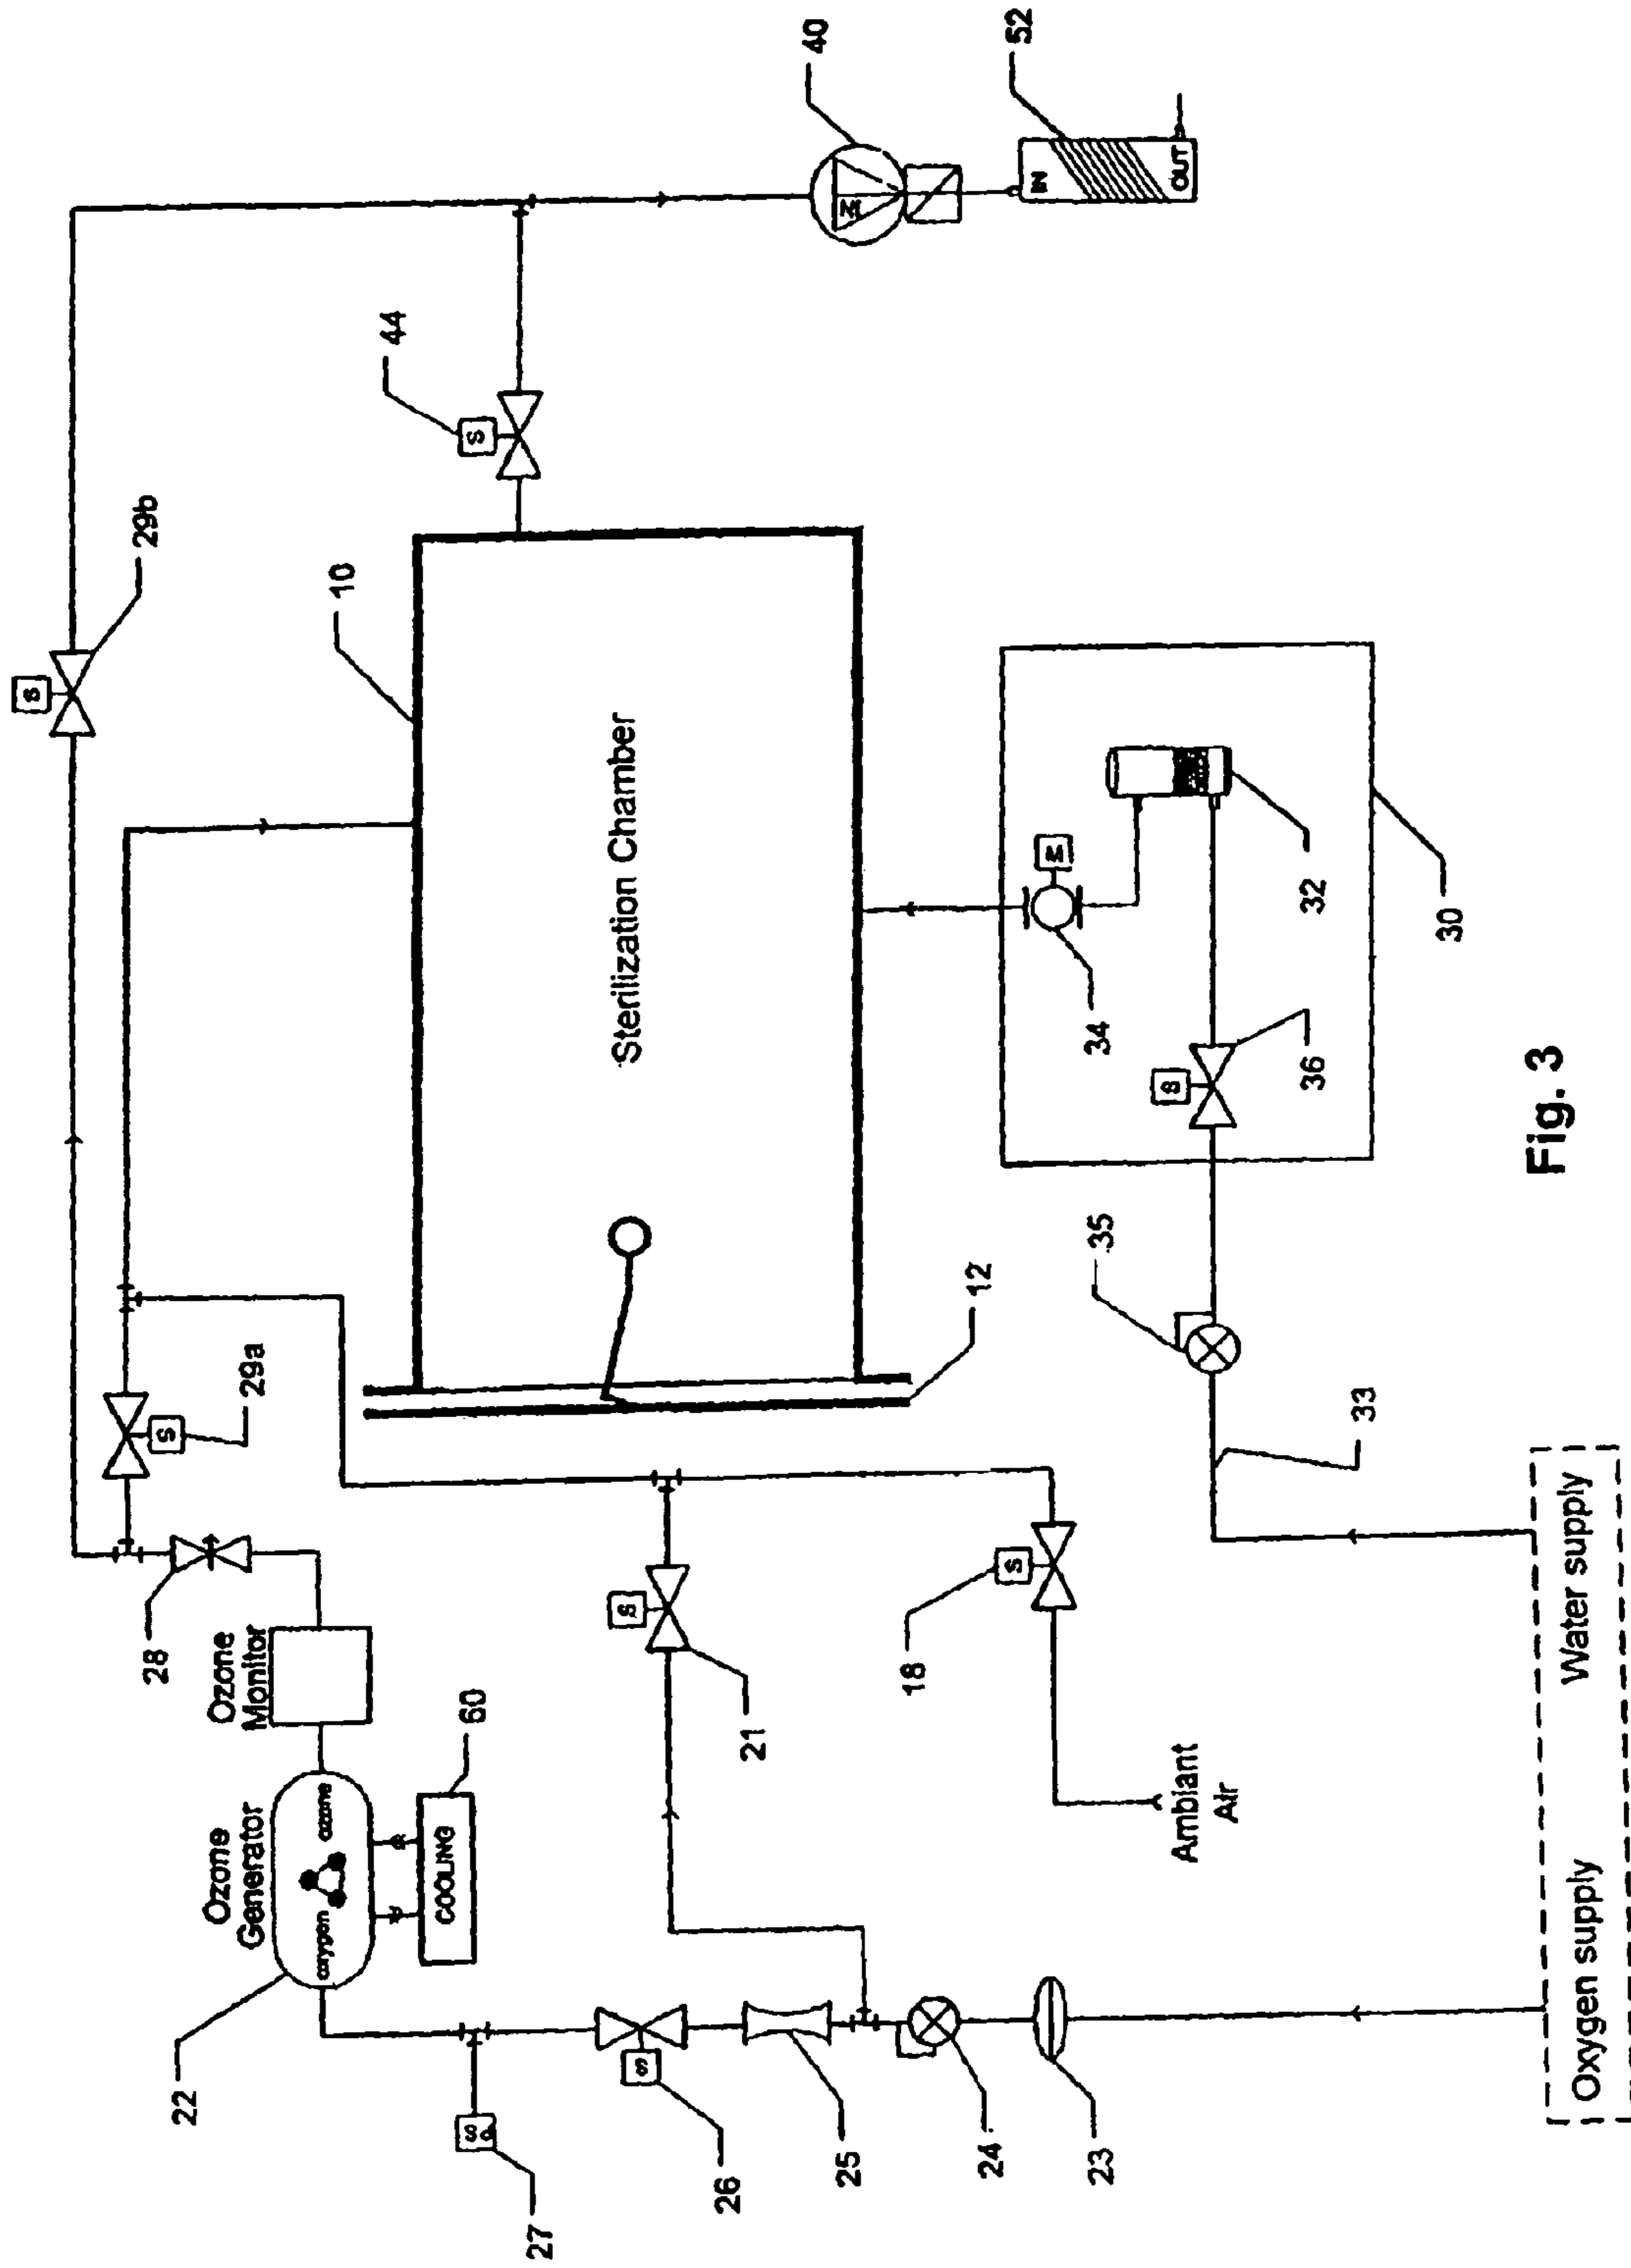 S
29b
28
S
22
Ozone
Generator
Ozone
Monitor
29a
oxygen ozone
10
44
COOLING
60
S
27
Sterilization Chamber
S
S
26
21
40
M
25
18
12
24
S
52
IN
M
23
34
35
S
OUT
Ambiant
Air
32
36
33
30
Fig. 3
Oxygen supply Water supply